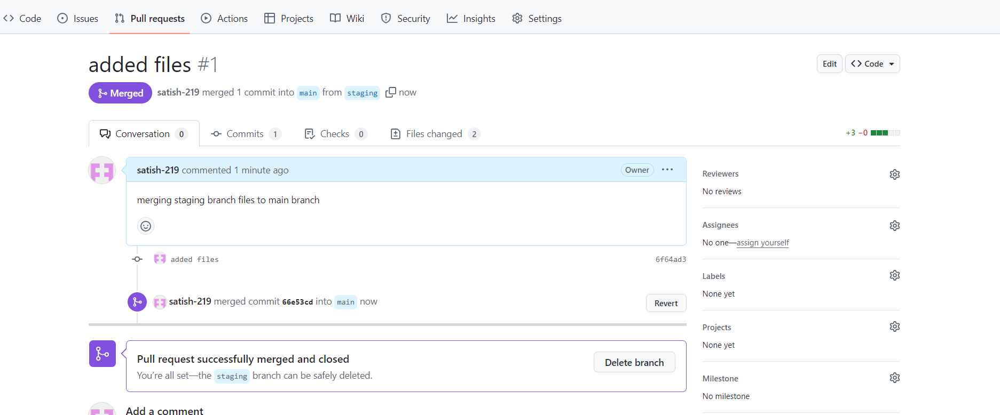 Code Issues Pull requests Actions Projects Wiki Security Insights Settings
added files #1
Edit Code
Merged satish-219 merged 1 commit into main from staging now
Conversation 0 Commits 1 Checks 0 Files changed 2 +3 −0
satish-219 commented 1 minute ago Owner ...
merging staging branch files to main branch
added files 6f64ad3
satish-219 merged commit 66e53cd into main now Revert
Pull request successfully merged and closed
You're all set—the staging branch can be safely deleted.
Delete branch
Add a comment
Reviewers
No reviews
Assignees
No one—assign yourself
Labels
None yet
Projects
None yet
Milestone
No milestone